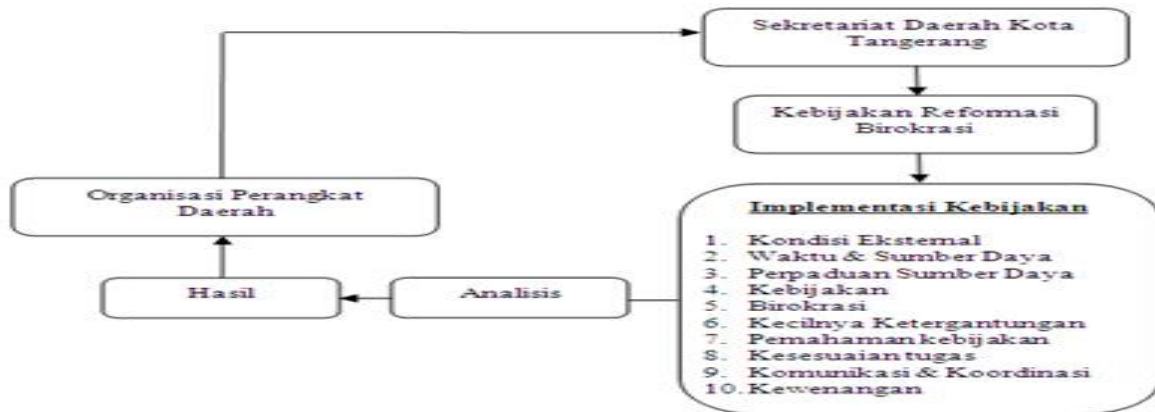 Sekretariat Daerah Kota
Tangerang
Kebijakan Reformasi
Birokrasi
Implementasi Kebijakan
1. Kondisi Eksternal
2. Waktu & Sumber Daya
3. Perpaduan Sumber Daya
4. Kebijakan
5. Birokrasi
6. Kecilnya Ketergantungan
7. Pemahaman kebijakan
8. Kesesuaian tugas
9. Komunikasi & Koordinasi
10. Kewenangan
Analisis
Hasil
Organisasi Perangkat
Daerah